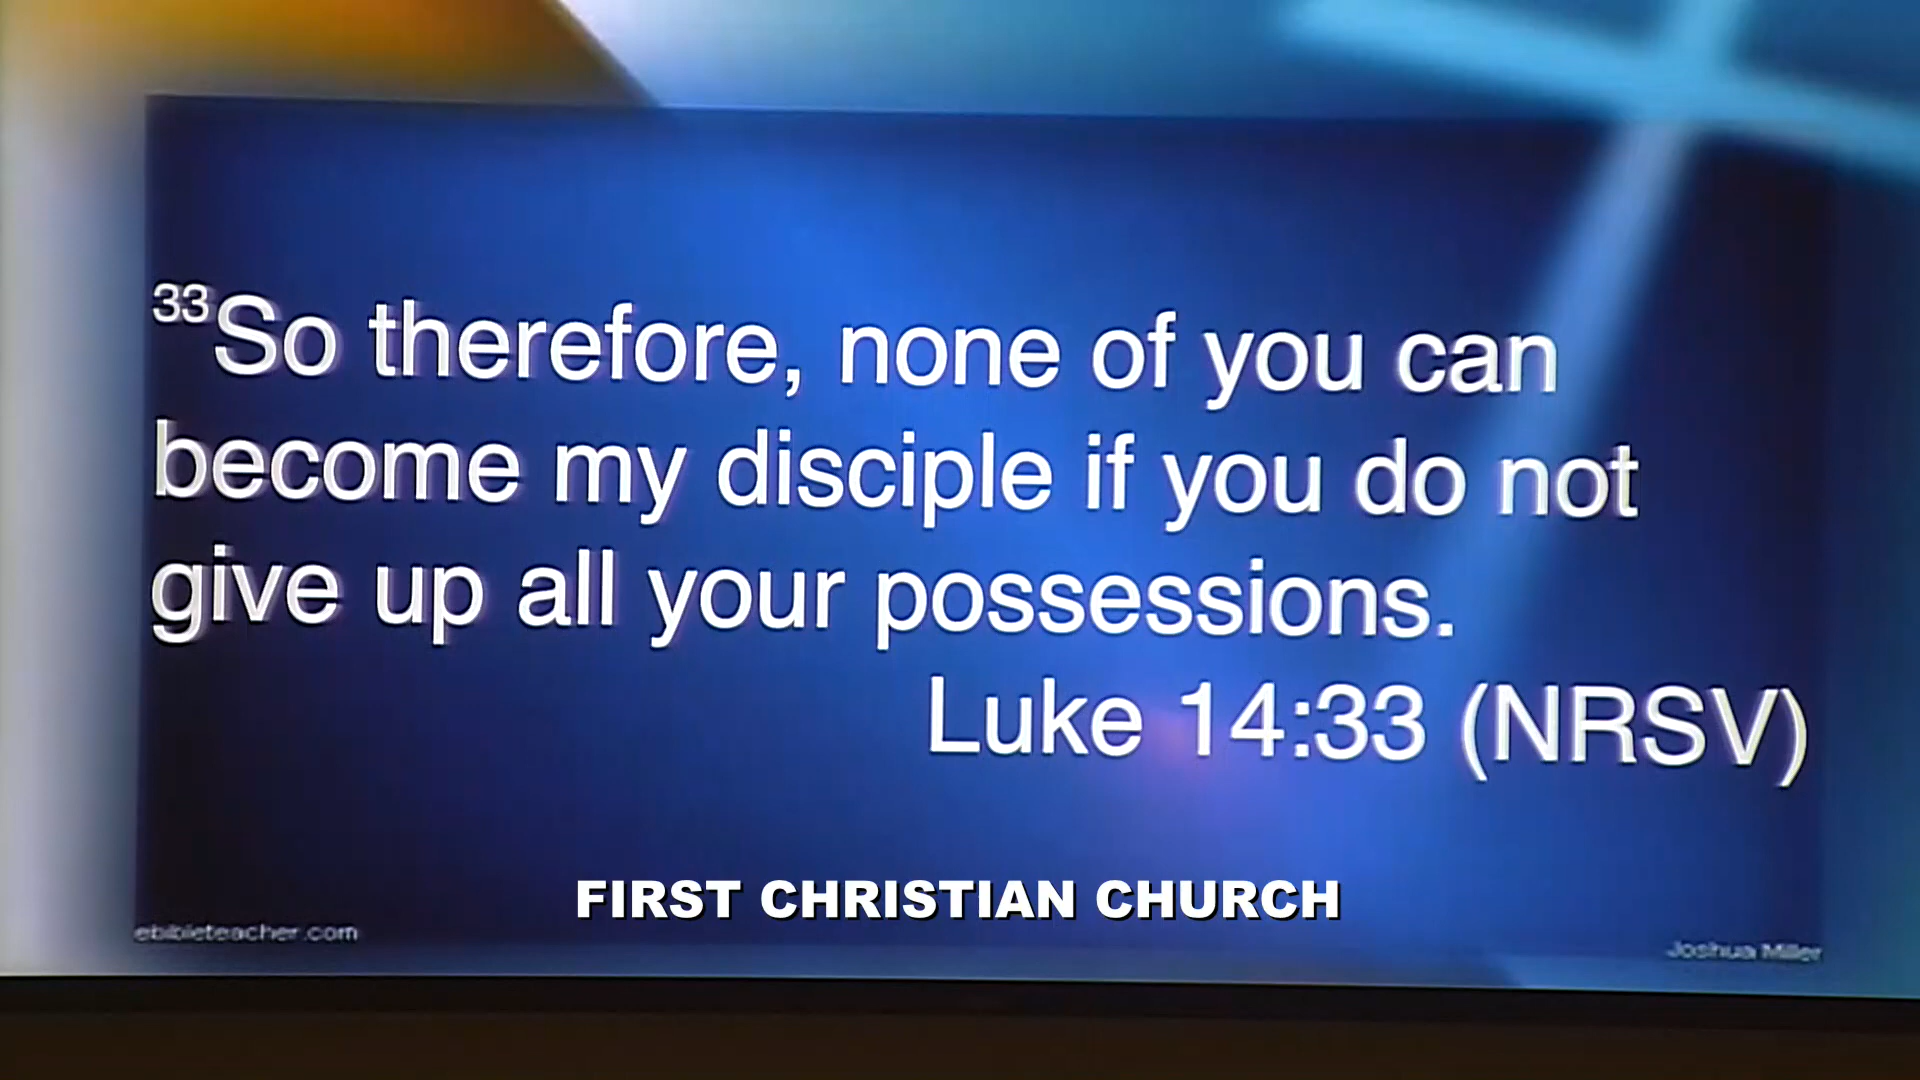 ³³So therefore, none of you can
become my disciple if you do not
give up all your possessions.
Luke 14:33 (NRSV)
FIRST CHRISTIAN CHURCH
ebibleteacher.com
Joshua Miller